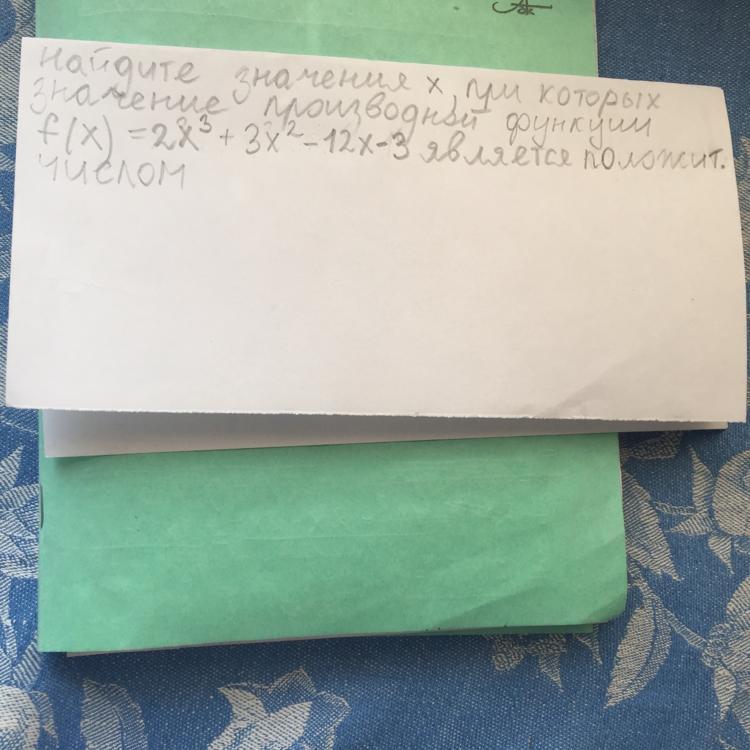 найдите значения x, при которых
значение производной функции
f(x) = 2x³ + 3x² - 12x - 3 является положит.
числом